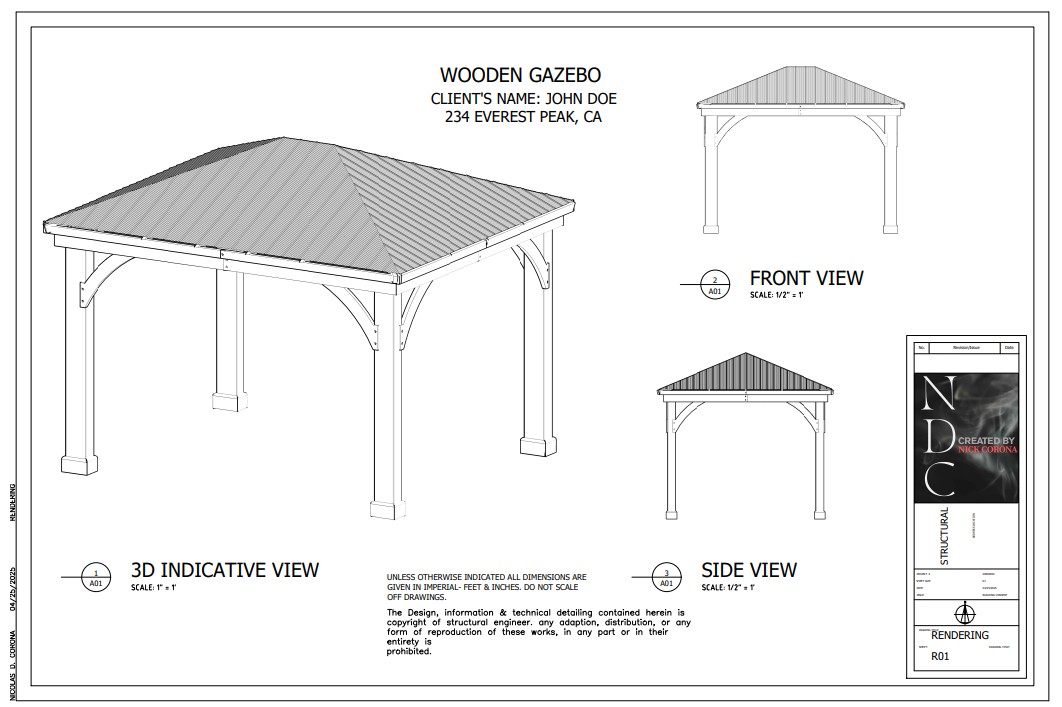 WOODEN GAZEBO
CLIENT'S NAME: JOHN DOE
234 EVEREST PEAK, CA
2
A01
FRONT VIEW
SCALE: 1/2" = 1'
1
A01
3D INDICATIVE VIEW
SCALE: 1" = 1'
3
A01
SIDE VIEW
SCALE: 1/2" = 1'
UNLESS OTHERWISE INDICATED ALL DIMENSIONS ARE
GIVEN IN IMPERIAL- FEET & INCHES. DO NOT SCALE
OFF DRAWINGS.
The Design, information & technical detailing contained herein is
copyright of structural engineer. any adaption, distribution, or any
form of reproduction of these works, in any part or in their
entirety is
prohibited.
No.
Revision/Issue
Date
N
D
C
CREATED BY
NICK CORONA
STRUCTURAL
RENDERING
R01
NICOLAS D. CORONA 04/25/2025 RENDERING